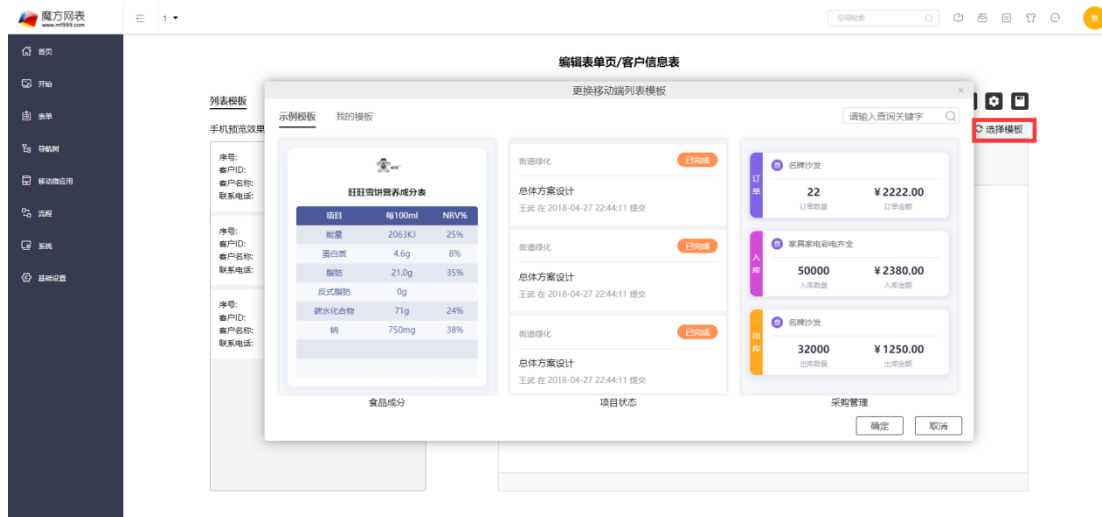 魔方网表
www.mf999.com
1
空间检索
首页
开始
表单
导航树
移动微应用
流程
系统
基础设置
编辑表单页/客户信息表
列表模板
手机预览效果
选择模板
序号:
客户ID:
客户名称:
联系电话:
序号:
客户ID:
客户名称:
联系电话:
序号:
客户ID:
客户名称:
联系电话:
更换移动端列表模板
×
示例模板 我的模板
请输入查询关键字
旺旺雪饼营养成分表
项目 每100ml NRV%
能量 2063KJ 25%
蛋白质 4.6g 8%
脂肪 21.0g 35%
反式脂肪 0g
碳水化合物 71g 24%
钠 750mg 38%
食品成分
街道绿化 已完成
总体方案设计
王武 在 2018-04-27 22:44:11 提交
街道绿化 已完成
总体方案设计
王武 在 2018-04-27 22:44:11 提交
街道绿化 已完成
总体方案设计
王武 在 2018-04-27 22:44:11 提交
项目状态
订单
名牌沙发
22 ¥2222.00
订单数量 订单金额
入库
家具家电彩电齐全
50000 ¥2380.00
入库数量 入库金额
出库
名牌沙发
32000 ¥1250.00
出库数量 出库金额
采购管理
确定 取消